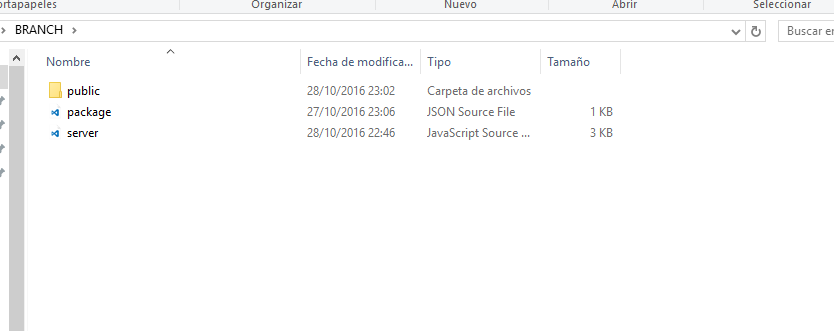 ortapapeles Organizar Nuevo Abrir Seleccionar
BRANCH Buscar en
Nombre Fecha de modifica... Tipo Tamaño
public 28/10/2016 23:02 Carpeta de archivos
package 27/10/2016 23:06 JSON Source File 1 KB
server 28/10/2016 22:46 JavaScript Source ... 3 KB